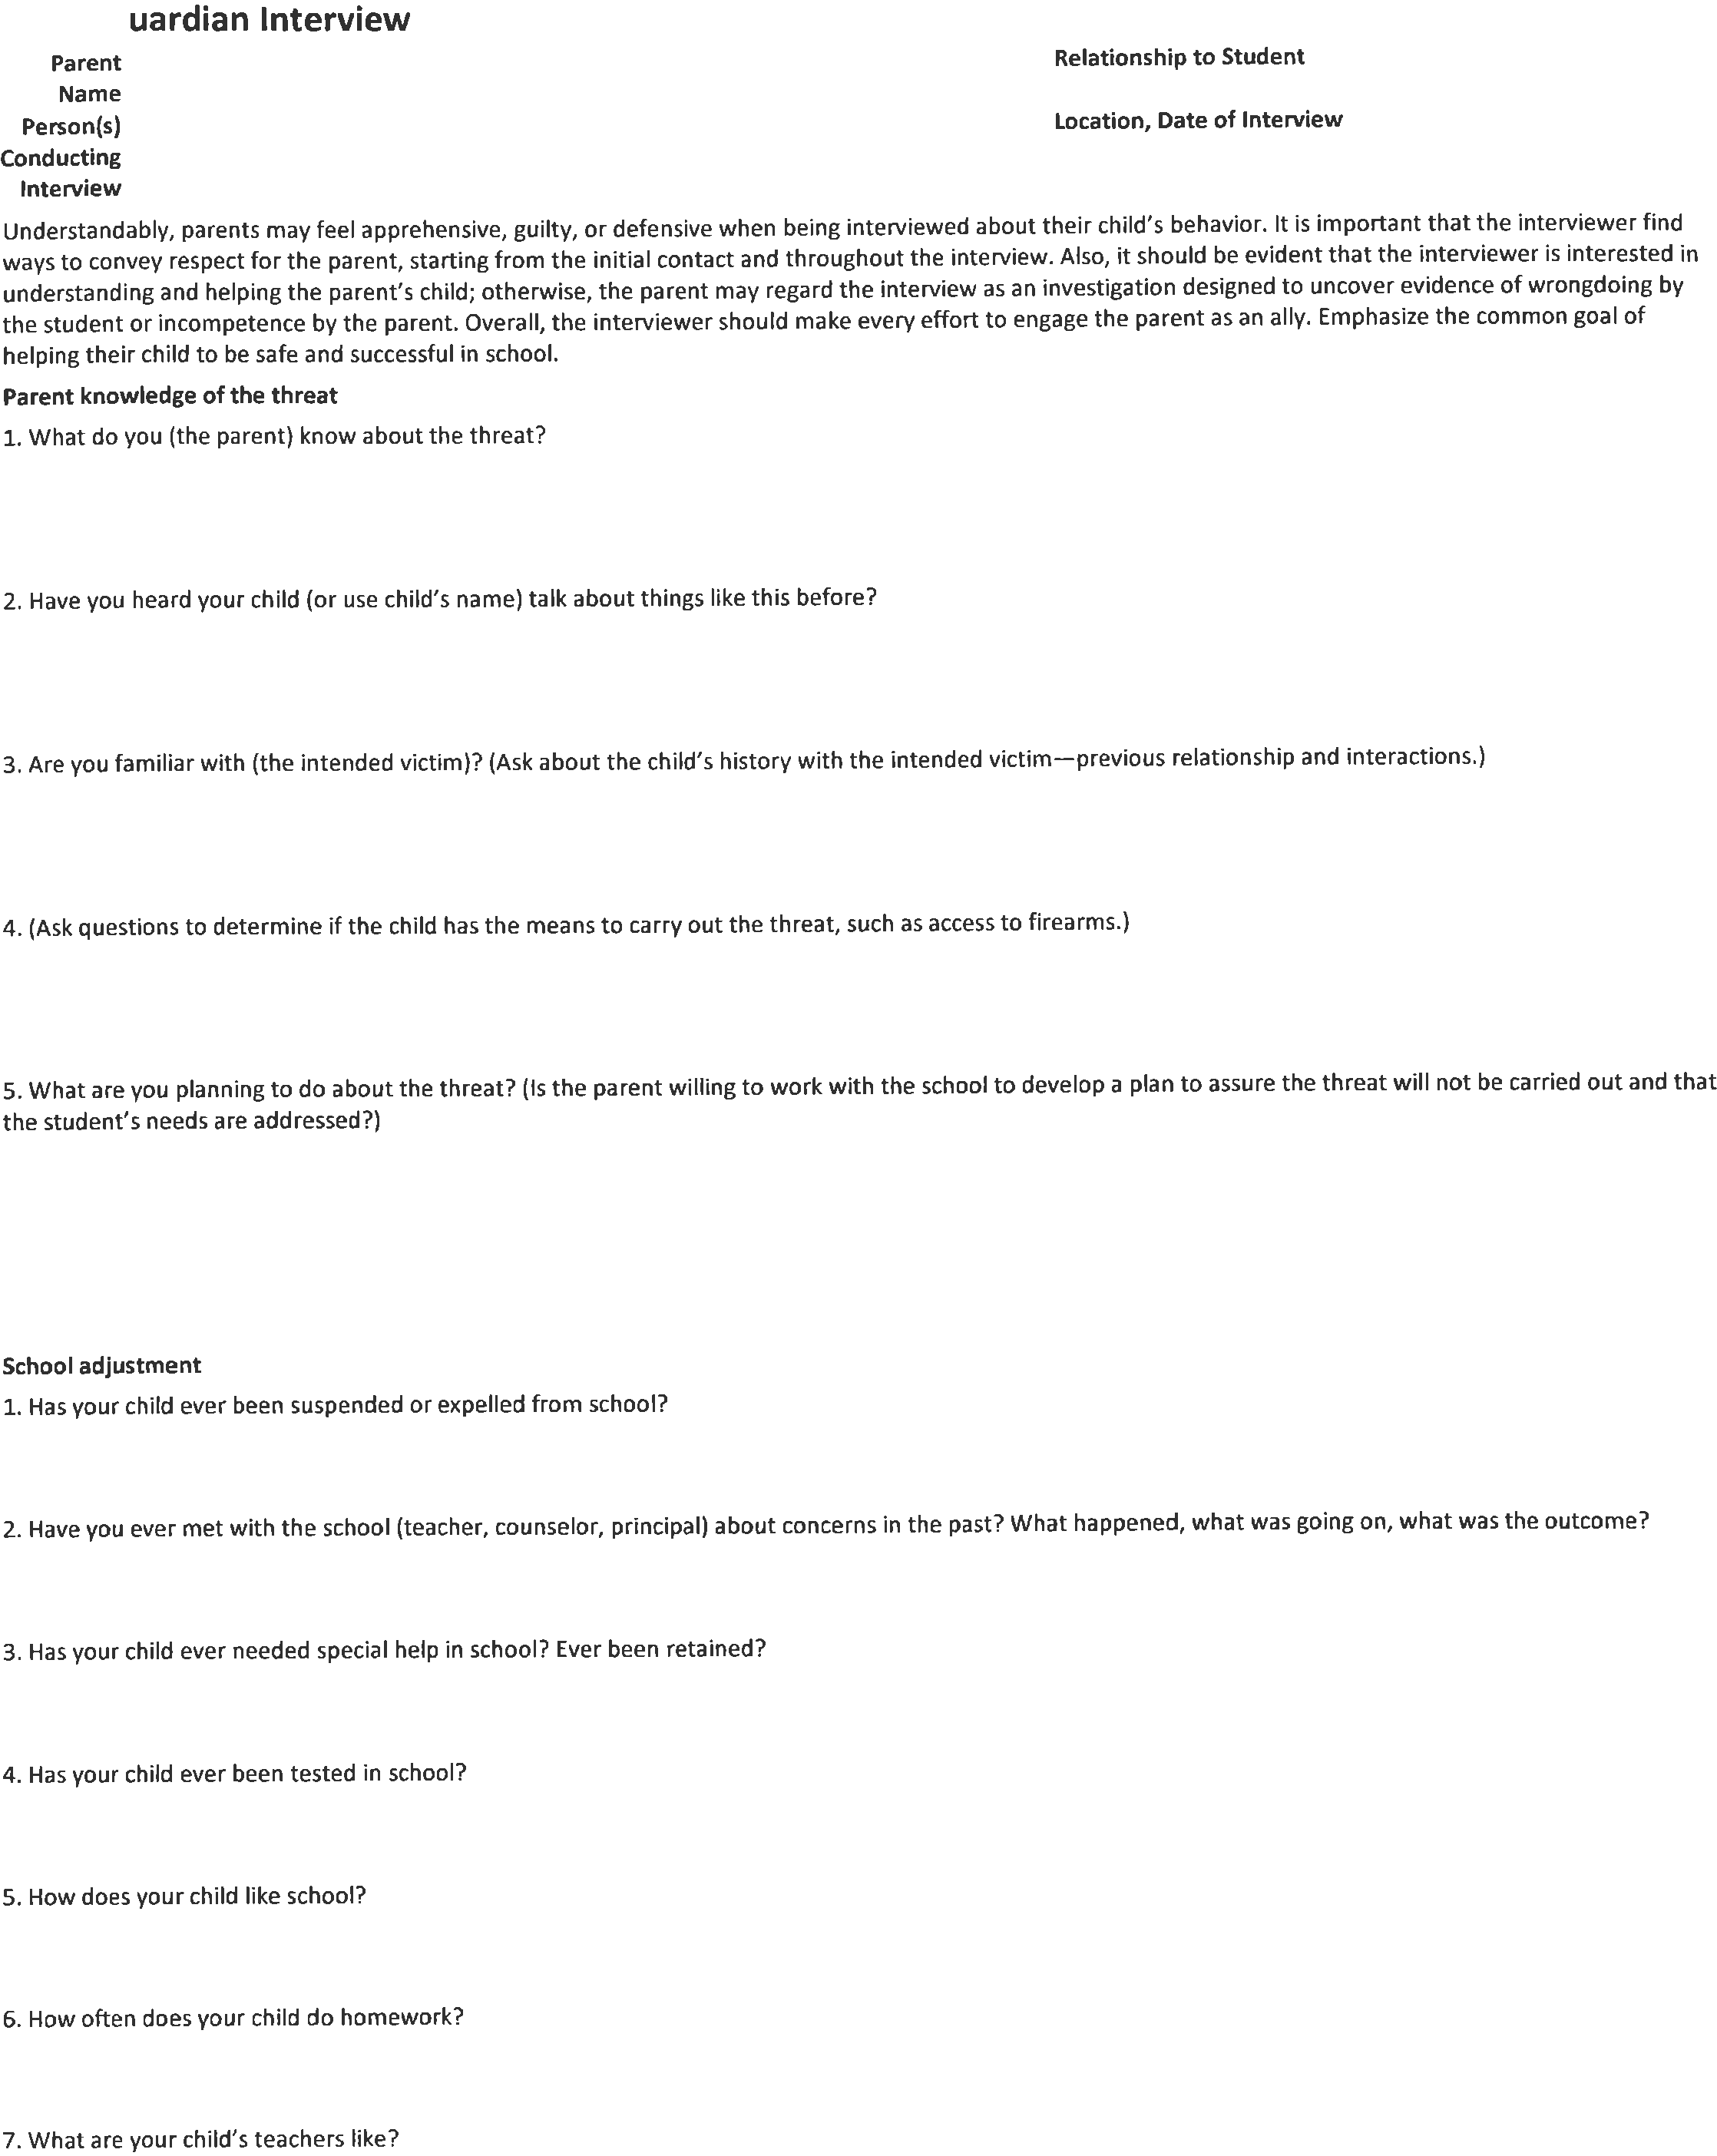 uardian Interview
Parent
Name
Relationship to Student
Person(s)
Conducting
Interview
Location, Date of Interview
Understandably, parents may feel apprehensive, guilty, or defensive when being interviewed about their child's behavior. It is important that the interviewer find
ways to convey respect for the parent, starting from the initial contact and throughout the interview. Also, it should be evident that the interviewer is interested in
understanding and helping the parent's child; otherwise, the parent may regard the interview as an investigation designed to uncover evidence of wrongdoing by
the student or incompetence by the parent. Overall, the interviewer should make every effort to engage the parent as an ally. Emphasize the common goal of
helping their child to be safe and successful in school.
Parent knowledge of the threat
1. What do you (the parent) know about the threat?
2. Have you heard your child (or use child's name) talk about things like this before?
3. Are you familiar with (the intended victim)? (Ask about the child's history with the intended victim—previous relationship and interactions.)
4. (Ask questions to determine if the child has the means to carry out the threat, such as access to firearms.)
5. What are you planning to do about the threat? (Is the parent willing to work with the school to develop a plan to assure the threat will not be carried out and that
the student's needs are addressed?)
School adjustment
1. Has your child ever been suspended or expelled from school?
2. Have you ever met with the school (teacher, counselor, principal) about concerns in the past? What happened, what was going on, what was the outcome?
3. Has your child ever needed special help in school? Ever been retained?
4. Has your child ever been tested in school?
5. How does your child like school?
6. How often does your child do homework?
7. What are your child's teachers like?